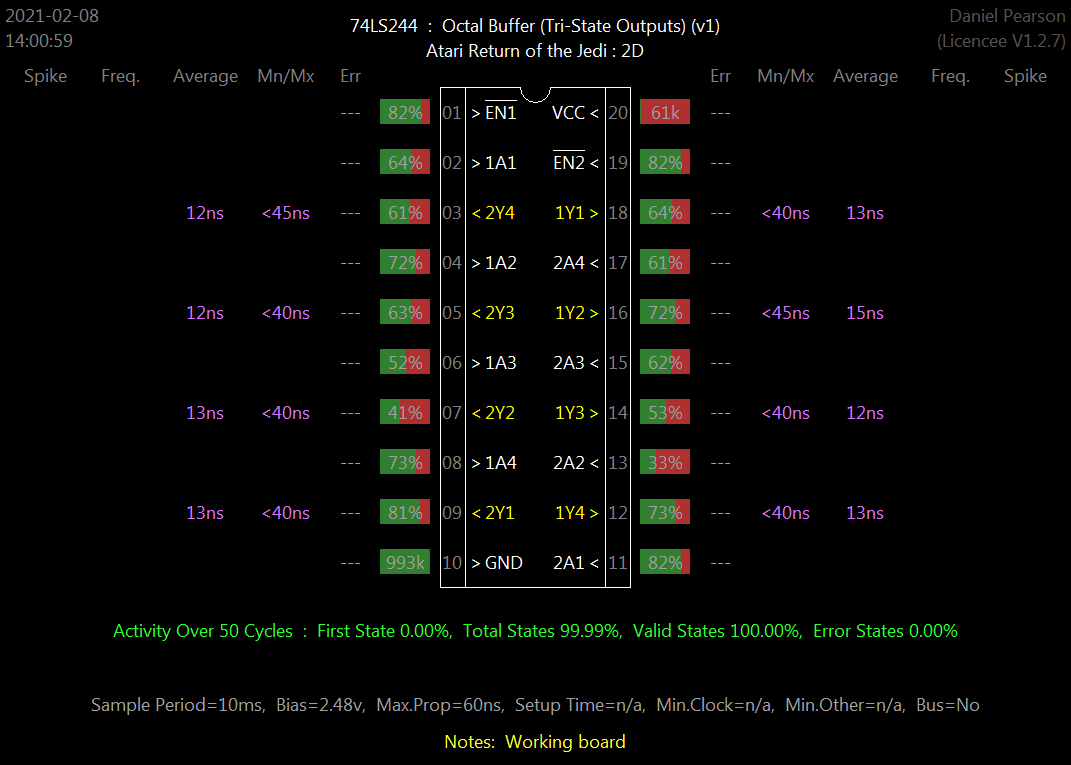 2021-02-08 74LS244 : Octal Buffer (Tri-State Outputs) (v1) Daniel Pearson
14:00:59 Atari Return of the Jedi : 2D (Licencee V1.2.7)
Spike Freq. Average Mn/Mx Err Err Mn/Mx Average Freq. Spike
--- 82% 01 > EN1 VCC < 20 61k ---
--- 64% 02 > 1A1 EN2 < 19 82% ---
12ns <45ns --- 61% 03 < 2Y4 1Y1 > 18 64% --- <40ns 13ns
--- 72% 04 > 1A2 2A4 < 17 61% ---
12ns <40ns --- 63% 05 < 2Y3 1Y2 > 16 72% --- <45ns 15ns
--- 52% 06 > 1A3 2A3 < 15 62% ---
13ns <40ns --- 41% 07 < 2Y2 1Y3 > 14 53% --- <40ns 12ns
--- 73% 08 > 1A4 2A2 < 13 33% ---
13ns <40ns --- 81% 09 < 2Y1 1Y4 > 12 73% --- <40ns 13ns
--- 993k 10 > GND 2A1 < 11 82% ---
Activity Over 50 Cycles : First State 0.00%, Total States 99.99%, Valid States 100.00%, Error States 0.00%
Sample Period=10ms, Bias=2.48v, Max.Prop=60ns, Setup Time=n/a, Min.Clock=n/a, Min.Other=n/a, Bus=No
Notes: Working board